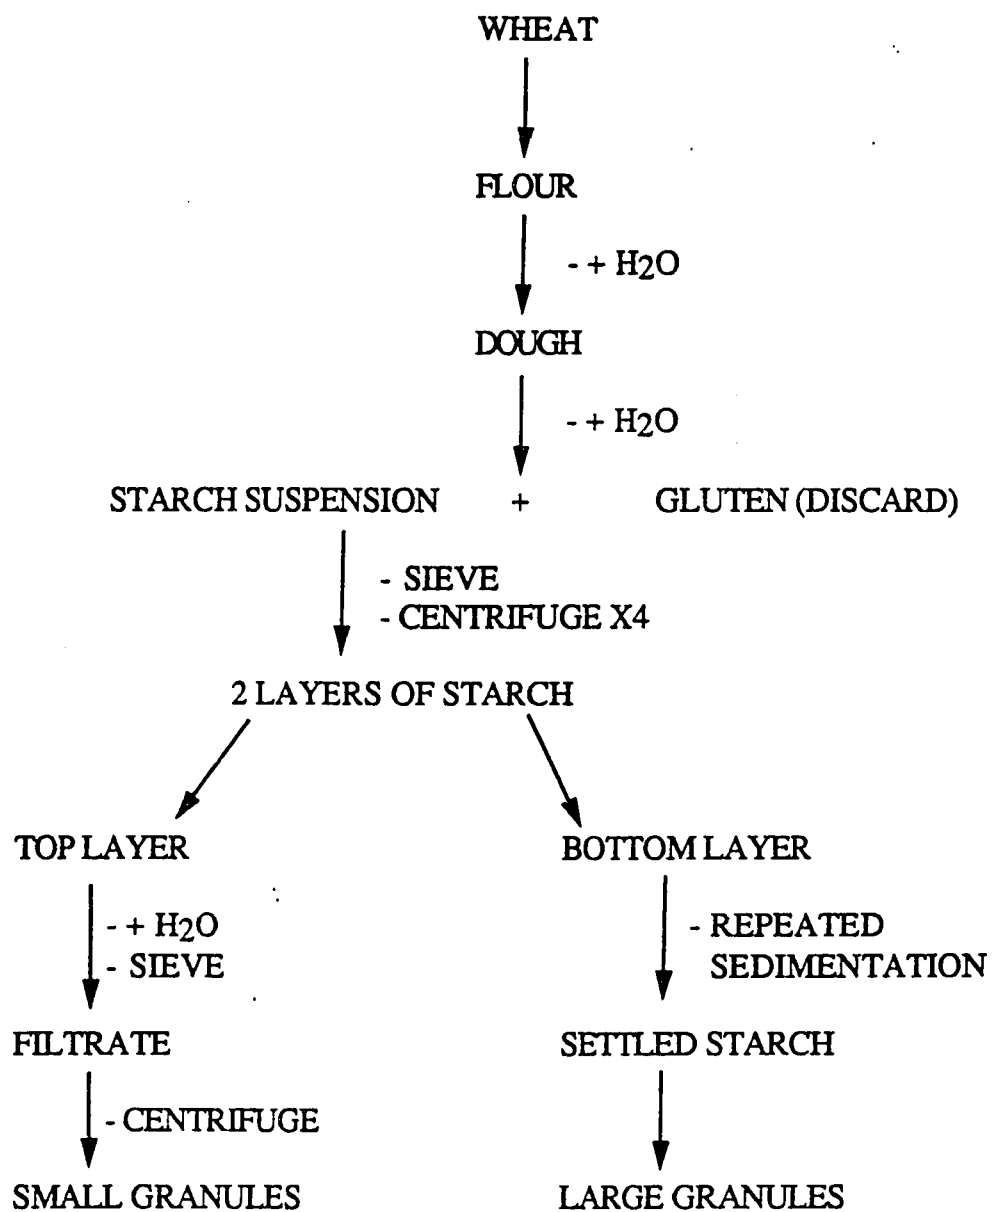 WHEAT
FLOUR
- + H2O
DOUGH
- + H2O
STARCH SUSPENSION + GLUTEN (DISCARD)
- SIEVE
- CENTRIFUGE X4
2 LAYERS OF STARCH
TOP LAYER
BOTTOM LAYER
- + H2O
- SIEVE
- REPEATED
SEDIMENTATION
FILTRATE
SETTLED STARCH
- CENTRIFUGE
SMALL GRANULES
LARGE GRANULES